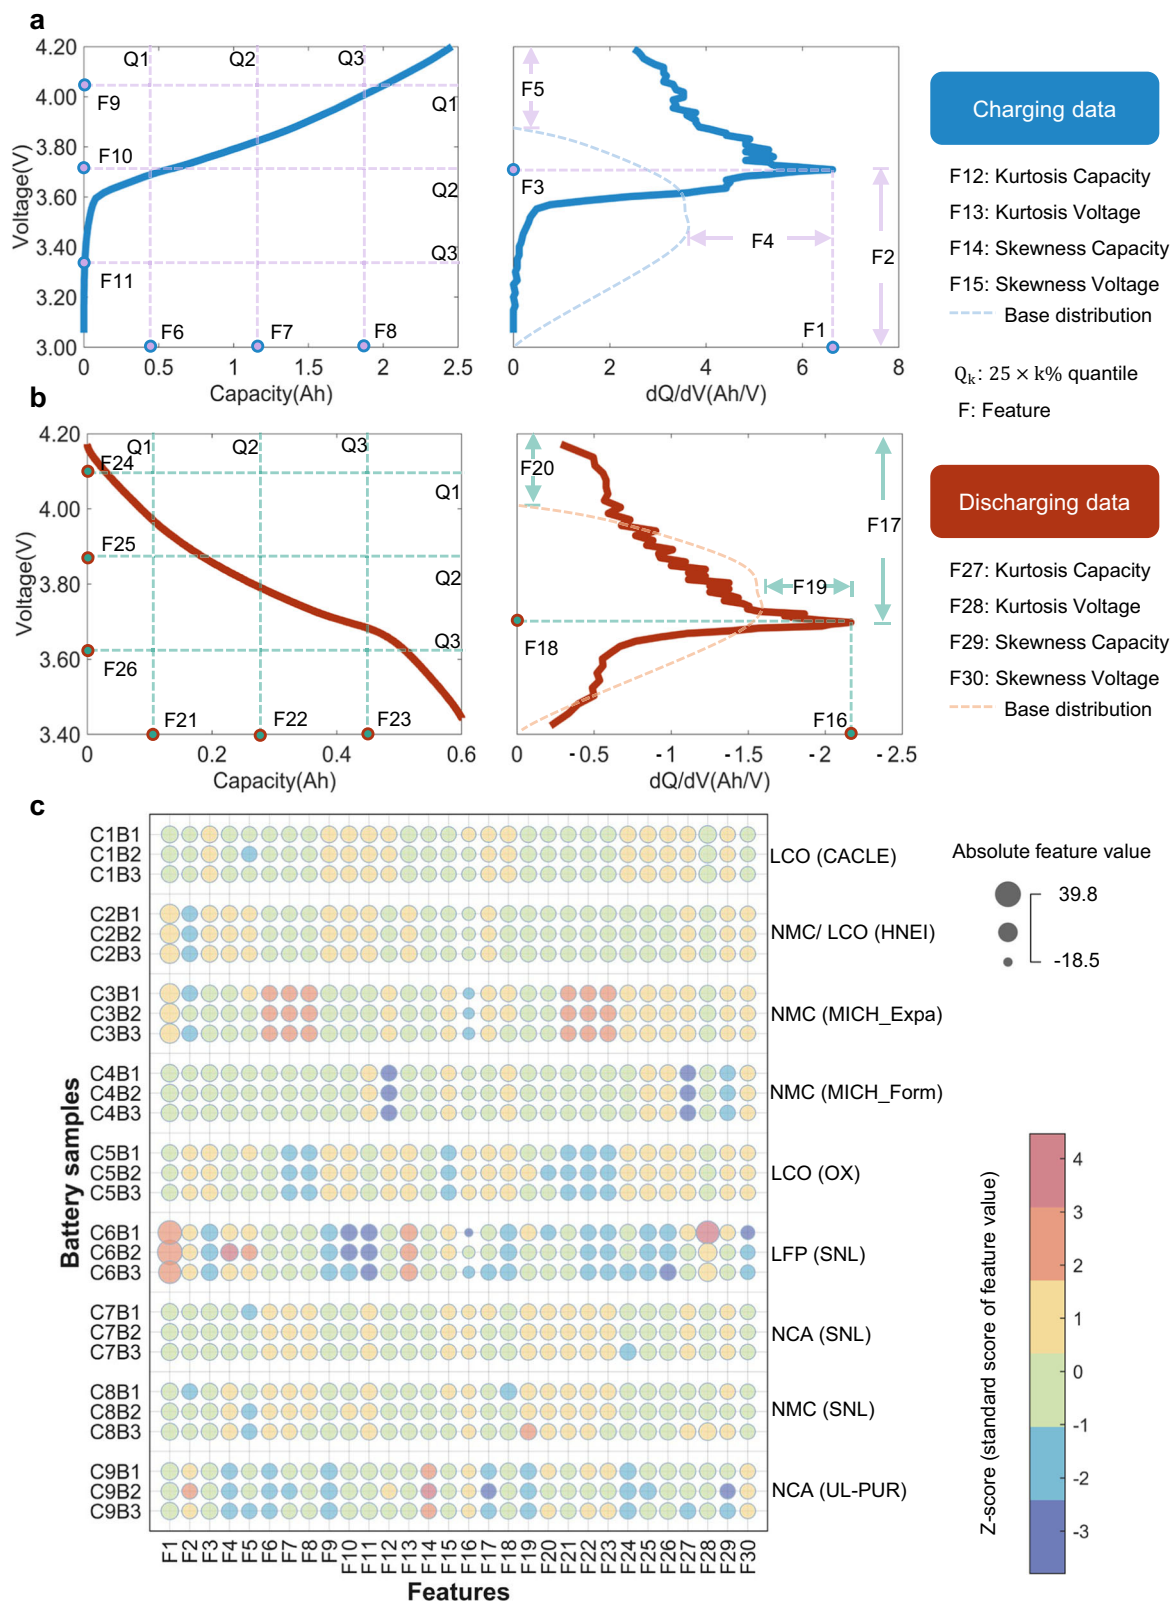 a
4.20
4.00
3.80
3.60
3.40
3.20
3.00
Voltage(V)
Q1
Q2
Q3
F9
Q1
F10
Q2
Q3
F11
F6
F7
F8
0
0.5
1
1.5
2
2.5
Capacity(Ah)
F5
F3
F4
F2
F1
0
2
4
6
8
dQ/dV(Ah/V)
Charging data
F12: Kurtosis Capacity
F13: Kurtosis Voltage
F14: Skewness Capacity
F15: Skewness Voltage
Base distribution
Qk: 25 × k% quantile
F: Feature
b
4.20
4.00
3.80
3.60
3.40
Voltage(V)
Q1
Q2
Q3
F24
Q1
F25
Q2
Q3
F26
F21
F22
F23
0
0.2
0.4
0.6
Capacity(Ah)
F20
F17
F19
F18
F16
0
-0.5
-1
-1.5
-2
-2.5
dQ/dV(Ah/V)
Discharging data
F27: Kurtosis Capacity
F28: Kurtosis Voltage
F29: Skewness Capacity
F30: Skewness Voltage
Base distribution
c
Battery samples
C1B1
C1B2
C1B3
LCO (CACLE)
C2B1
C2B2
C2B3
NMC/ LCO (HNEI)
C3B1
C3B2
C3B3
NMC (MICH_Expa)
C4B1
C4B2
C4B3
NMC (MICH_Form)
C5B1
C5B2
C5B3
LCO (OX)
C6B1
C6B2
C6B3
LFP (SNL)
C7B1
C7B2
C7B3
NCA (SNL)
C8B1
C8B2
C8B3
NMC (SNL)
C9B1
C9B2
C9B3
NCA (UL-PUR)
F1
F2
F3
F4
F5
F6
F7
F8
F9
F10
F11
F12
F13
F14
F15
F16
F17
F18
F19
F20
F21
F22
F23
F24
F25
F26
F27
F28
F29
F30
Features
Absolute feature value
39.8
-18.5
Z-score (standard score of feature value)
4
3
2
1
0
-1
-2
-3